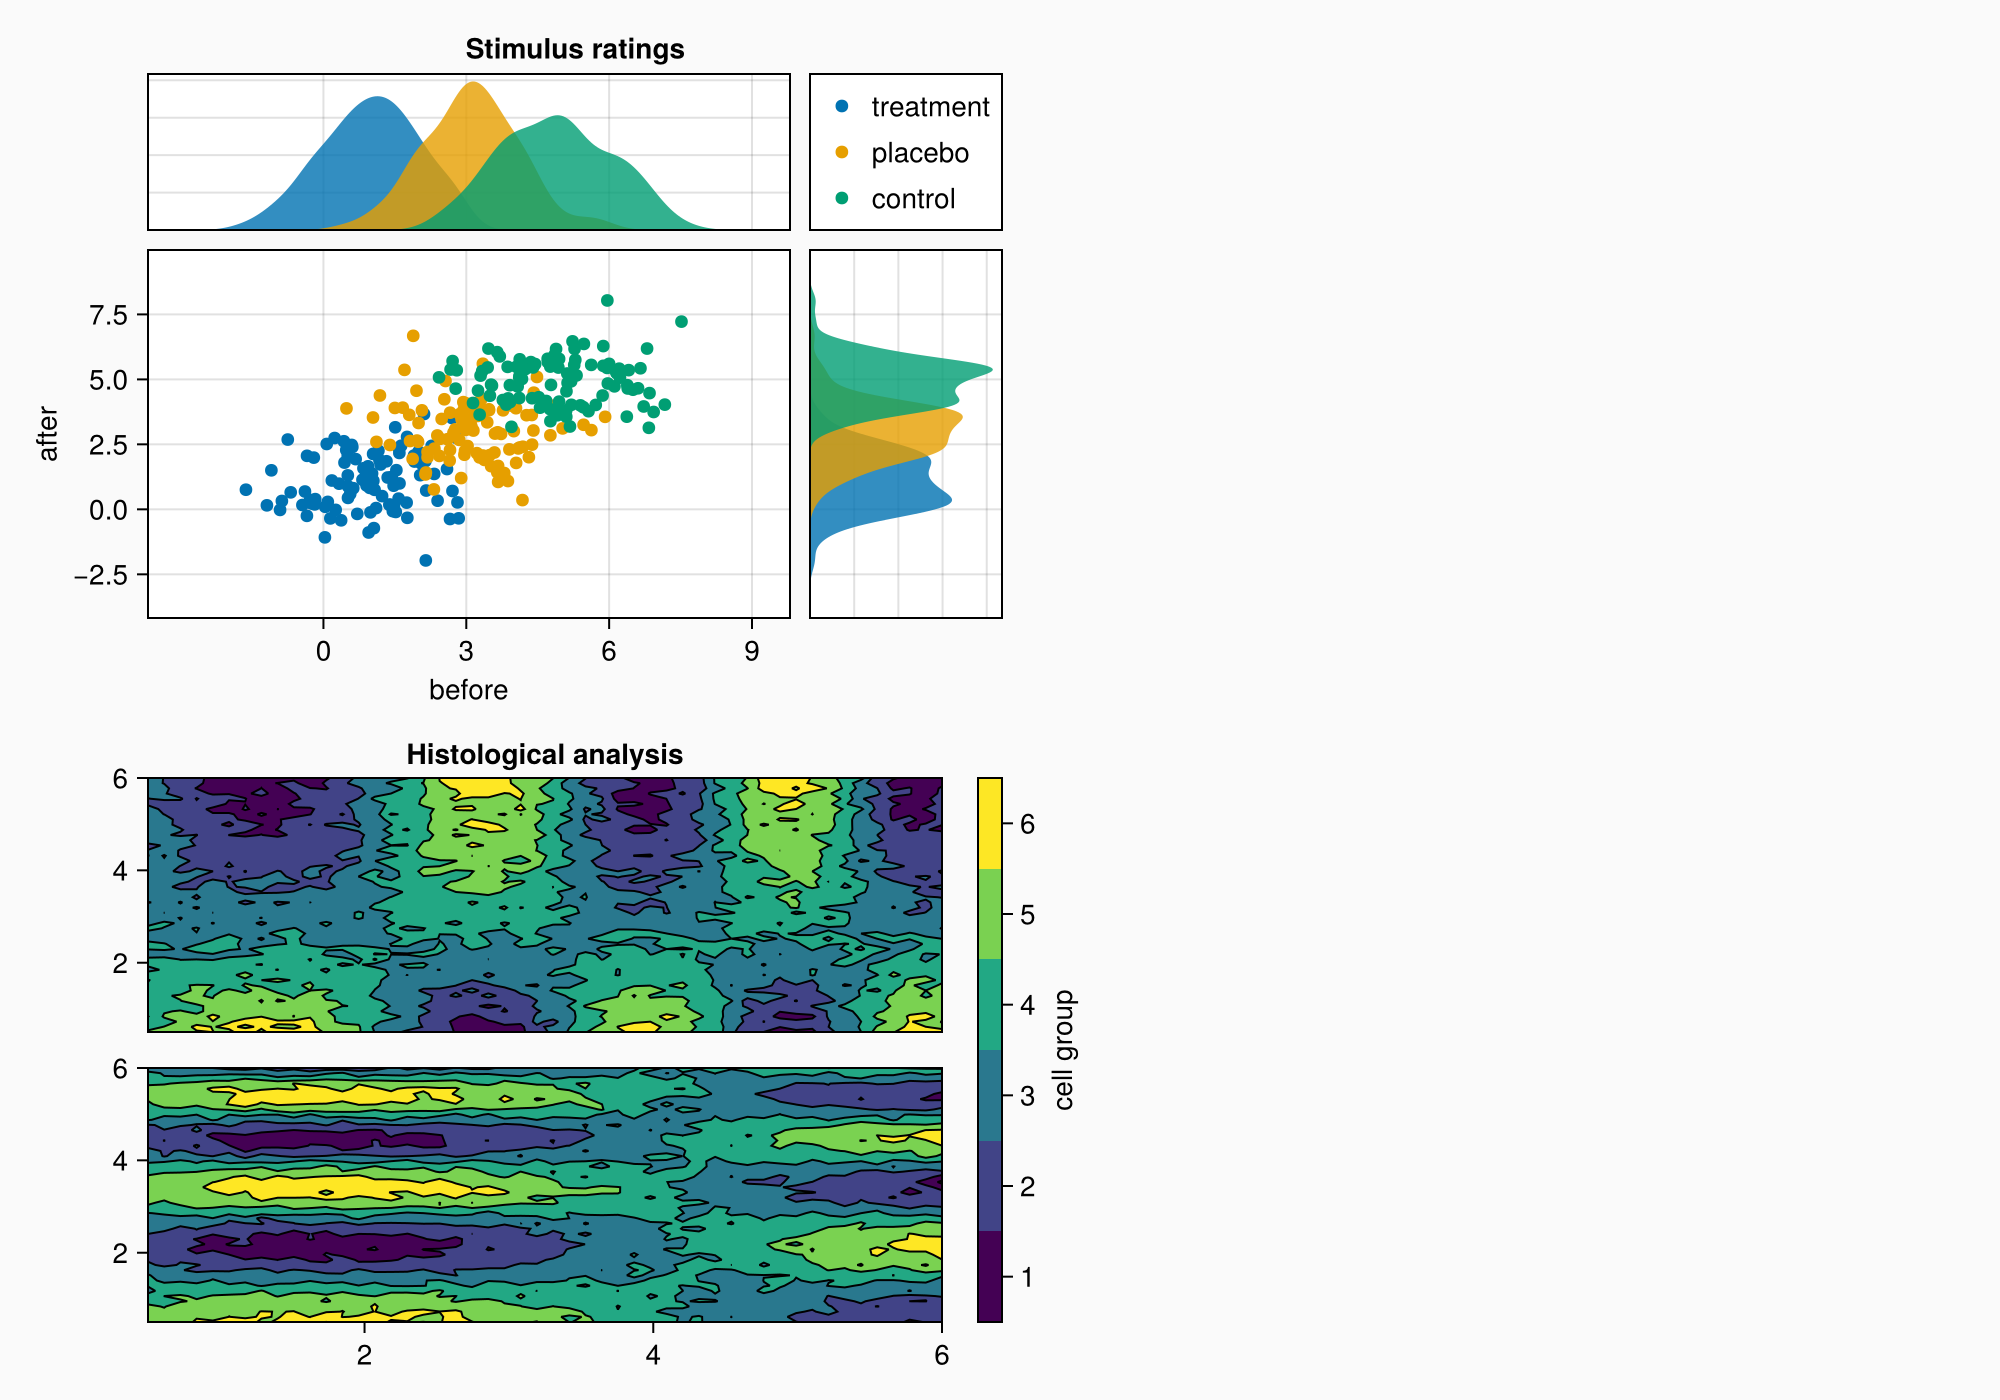 Stimulus ratings
treatment
placebo
control
after
7.5
5.0
2.5
0.0
−2.5
0 3 6 9
before
Histological analysis
6
4
2
6
4
2
2 4 6
6
5
4
3
2
1
cell group